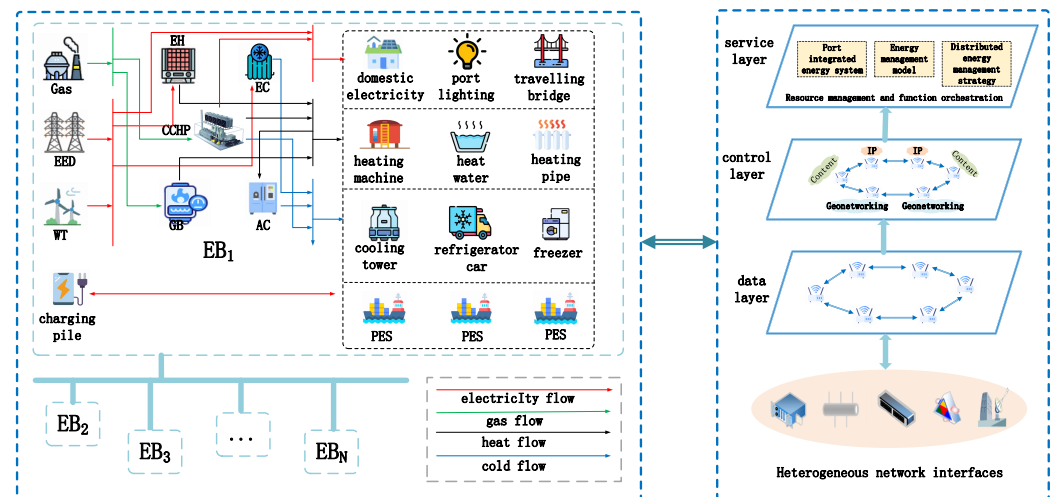 Gas
EED
WT
EH
CCHP
GB
EC
AC
EB1
domestic
electricity
port
lighting
travelling
bridge
heating
machine
heat
water
heating
pipe
cooling
tower
refrigerator
car
freezer
charging
pile
PES
PES
PES
EB2
EB3
...
EBN
electricIty flow
gas flow
heat flow
cold flow
service
layer
Port
integrated
energy system
Energy
management
model
Distributed
energy
management
strategy
Resource management and function orchestration
control
layer
IP
IP
Content
Content
Geonetworking
Geonetworking
data
layer
Heterogeneous network interfaces